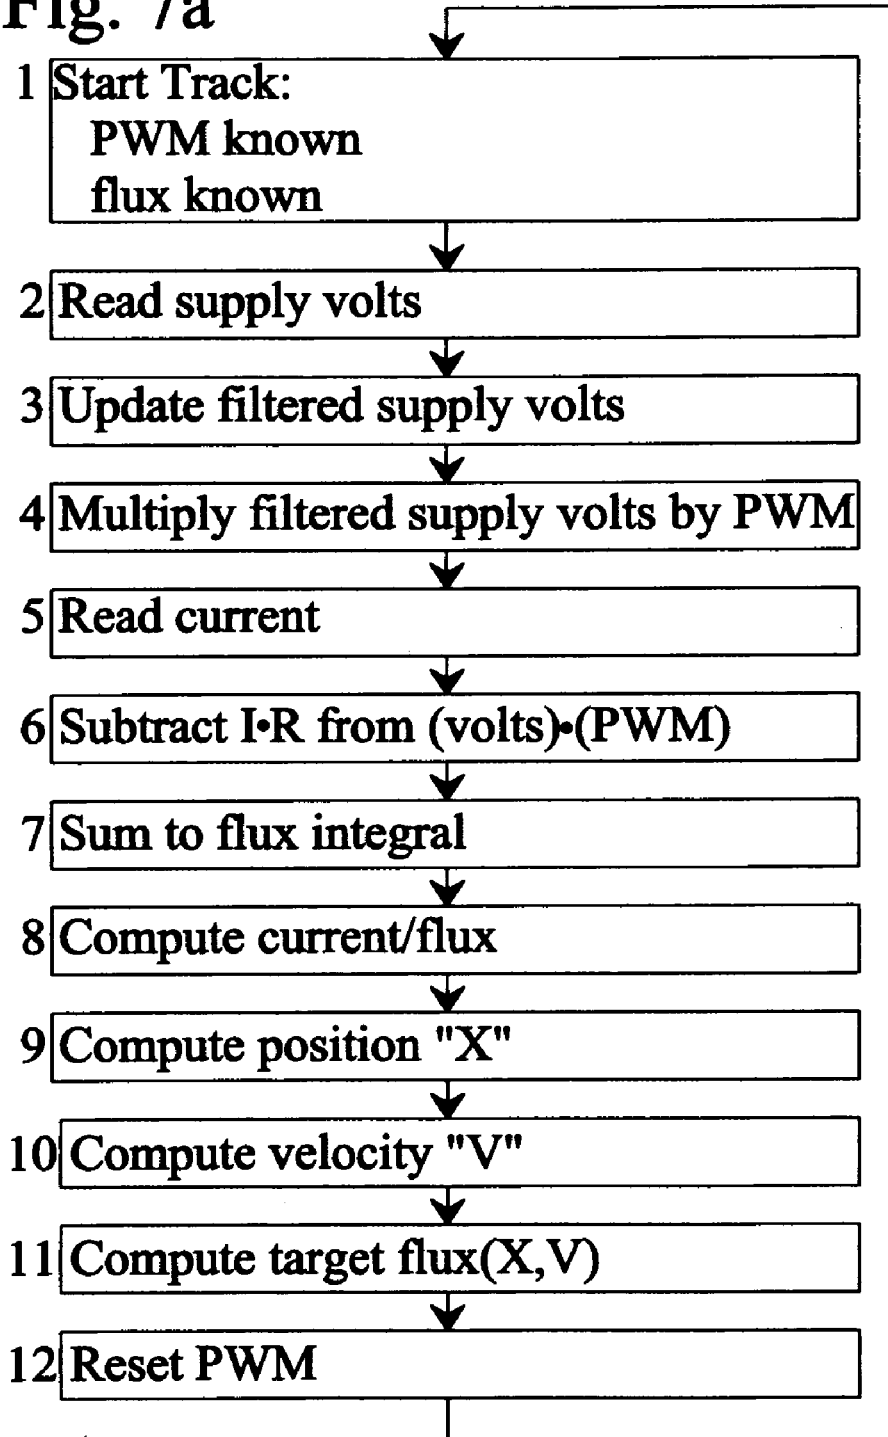 Fig. 7a
1 Start Track:
PWM known
flux known
2 Read supply volts
3 Update filtered supply volts
4 Multiply filtered supply volts by PWM
5 Read current
6 Subtract I•R from (volts)•(PWM)
7 Sum to flux integral
8 Compute current/flux
9 Compute position "X"
10 Compute velocity "V"
11 Compute target flux(X,V)
12 Reset PWM